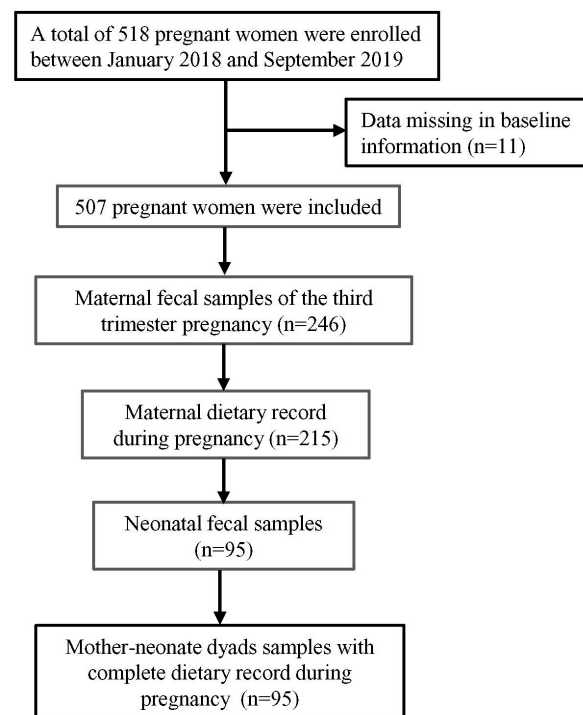 A total of 518 pregnant women were enrolled
between January 2018 and September 2019
Data missing in baseline
information (n=11)
507 pregnant women were included
Maternal fecal samples of the third
trimester pregnancy (n=246)
Maternal dietary record
during pregnancy (n=215)
Neonatal fecal samples
(n=95)
Mother-neonate dyads samples with
complete dietary record during
pregnancy (n=95)